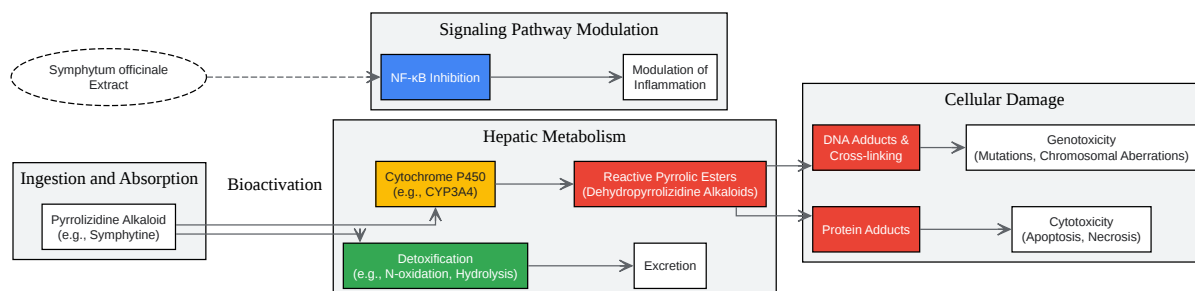 Signaling Pathway Modulation
Symphytum officinale
Extract
NF-κB Inhibition
Modulation of
Inflammation
Cellular Damage
Hepatic Metabolism
DNA Adducts &
Cross-linking
Genotoxicity
(Mutations, Chromosomal Aberrations)
Ingestion and Absorption
Bioactivation
Cytochrome P450
(e.g., CYP3A4)
Reactive Pyrrolic Esters
(Dehydropyrrolizidine Alkaloids)
Pyrrolizidine Alkaloid
(e.g., Symphytine)
Protein Adducts
Cytotoxicity
(Apoptosis, Necrosis)
Detoxification
(e.g., N-oxidation, Hydrolysis)
Excretion